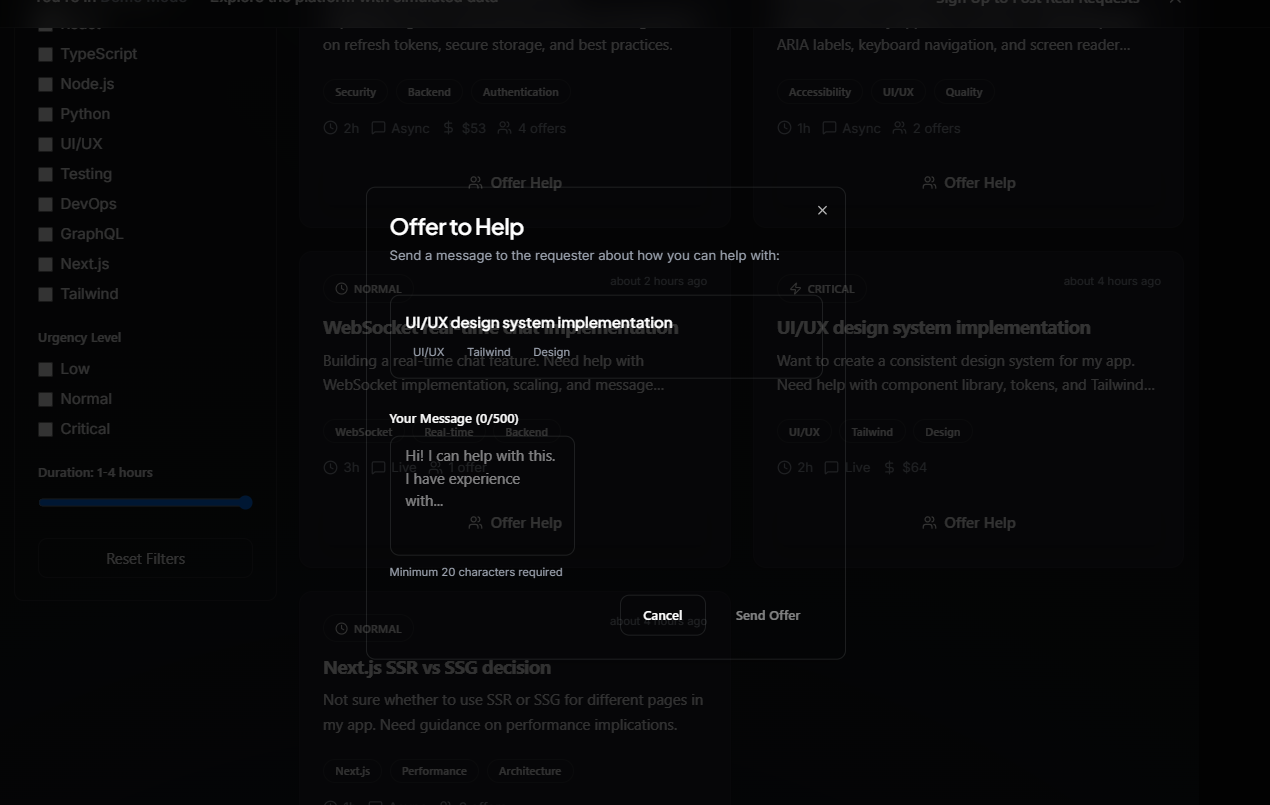 You're in Demo Mode
Explore the platform with simulated data
Sign Up to Post Real Requests
TypeScript
Node.js
Python
UI/UX
Testing
DevOps
GraphQL
Next.js
Tailwind
Urgency Level
Low
Normal
Critical
Duration: 1-4 hours
Reset Filters
on refresh tokens, secure storage, and best practices.
Security
Backend
Authentication
2h
Async
$53
4 offers
Offer Help
ARIA labels, keyboard navigation, and screen reader...
Accessibility
UI/UX
Quality
1h
Async
2 offers
Offer Help
NORMAL
about 2 hours ago
WebSocket real-time chat implementation
Building a real-time chat feature. Need help with
WebSocket implementation, scaling, and message...
WebSocket
Real-time
Backend
3h
Live
1 offer
Offer Help
CRITICAL
about 4 hours ago
UI/UX design system implementation
Want to create a consistent design system for my app.
Need help with component library, tokens, and Tailwind...
UI/UX
Tailwind
Design
2h
Live
$64
Offer Help
NORMAL
about 4 hours ago
Next.js SSR vs SSG decision
Not sure whether to use SSR or SSG for different pages in
my app. Need guidance on performance implications.
Next.js
Performance
Architecture
Offer to Help
Send a message to the requester about how you can help with:
UI/UX design system implementation
UI/UX
Tailwind
Design
Your Message (0/500)
Hi! I can help with this.
I have experience
with...
Minimum 20 characters required
Cancel
Send Offer